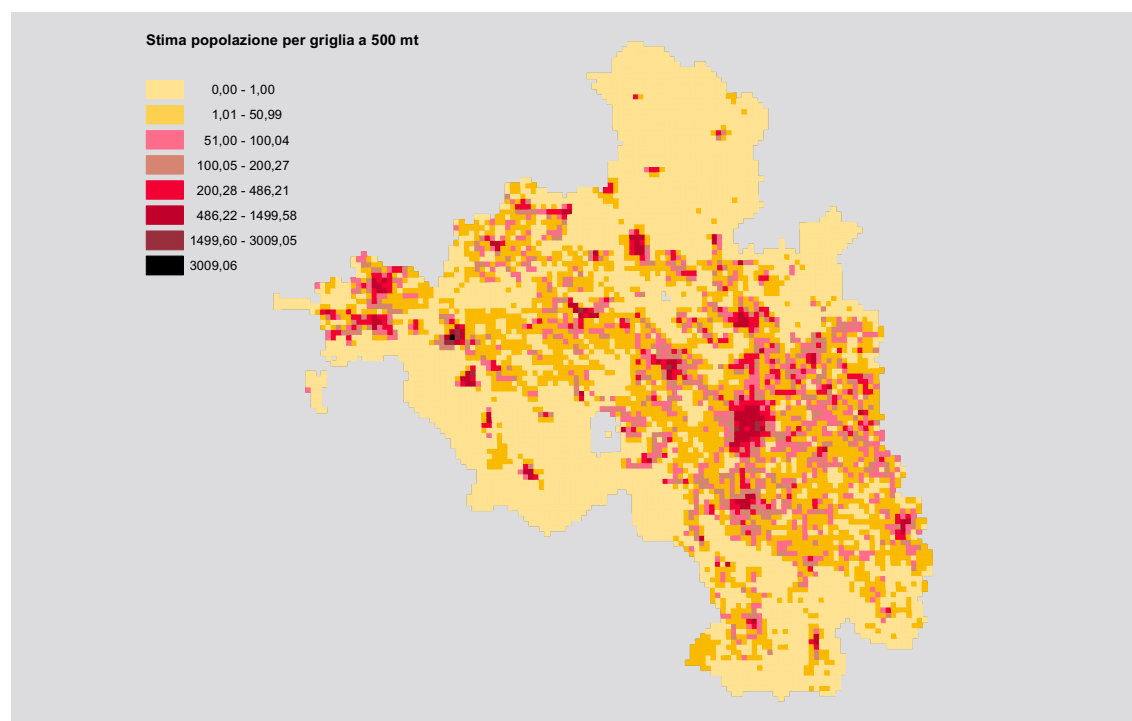 Stima popolazione per griglia a 500 mt
0,00 - 1,00
1,01 - 50,99
51,00 - 100,04
100,05 - 200,27
200,28 - 486,21
486,22 - 1499,58
1499,60 - 3009,05
3009,06